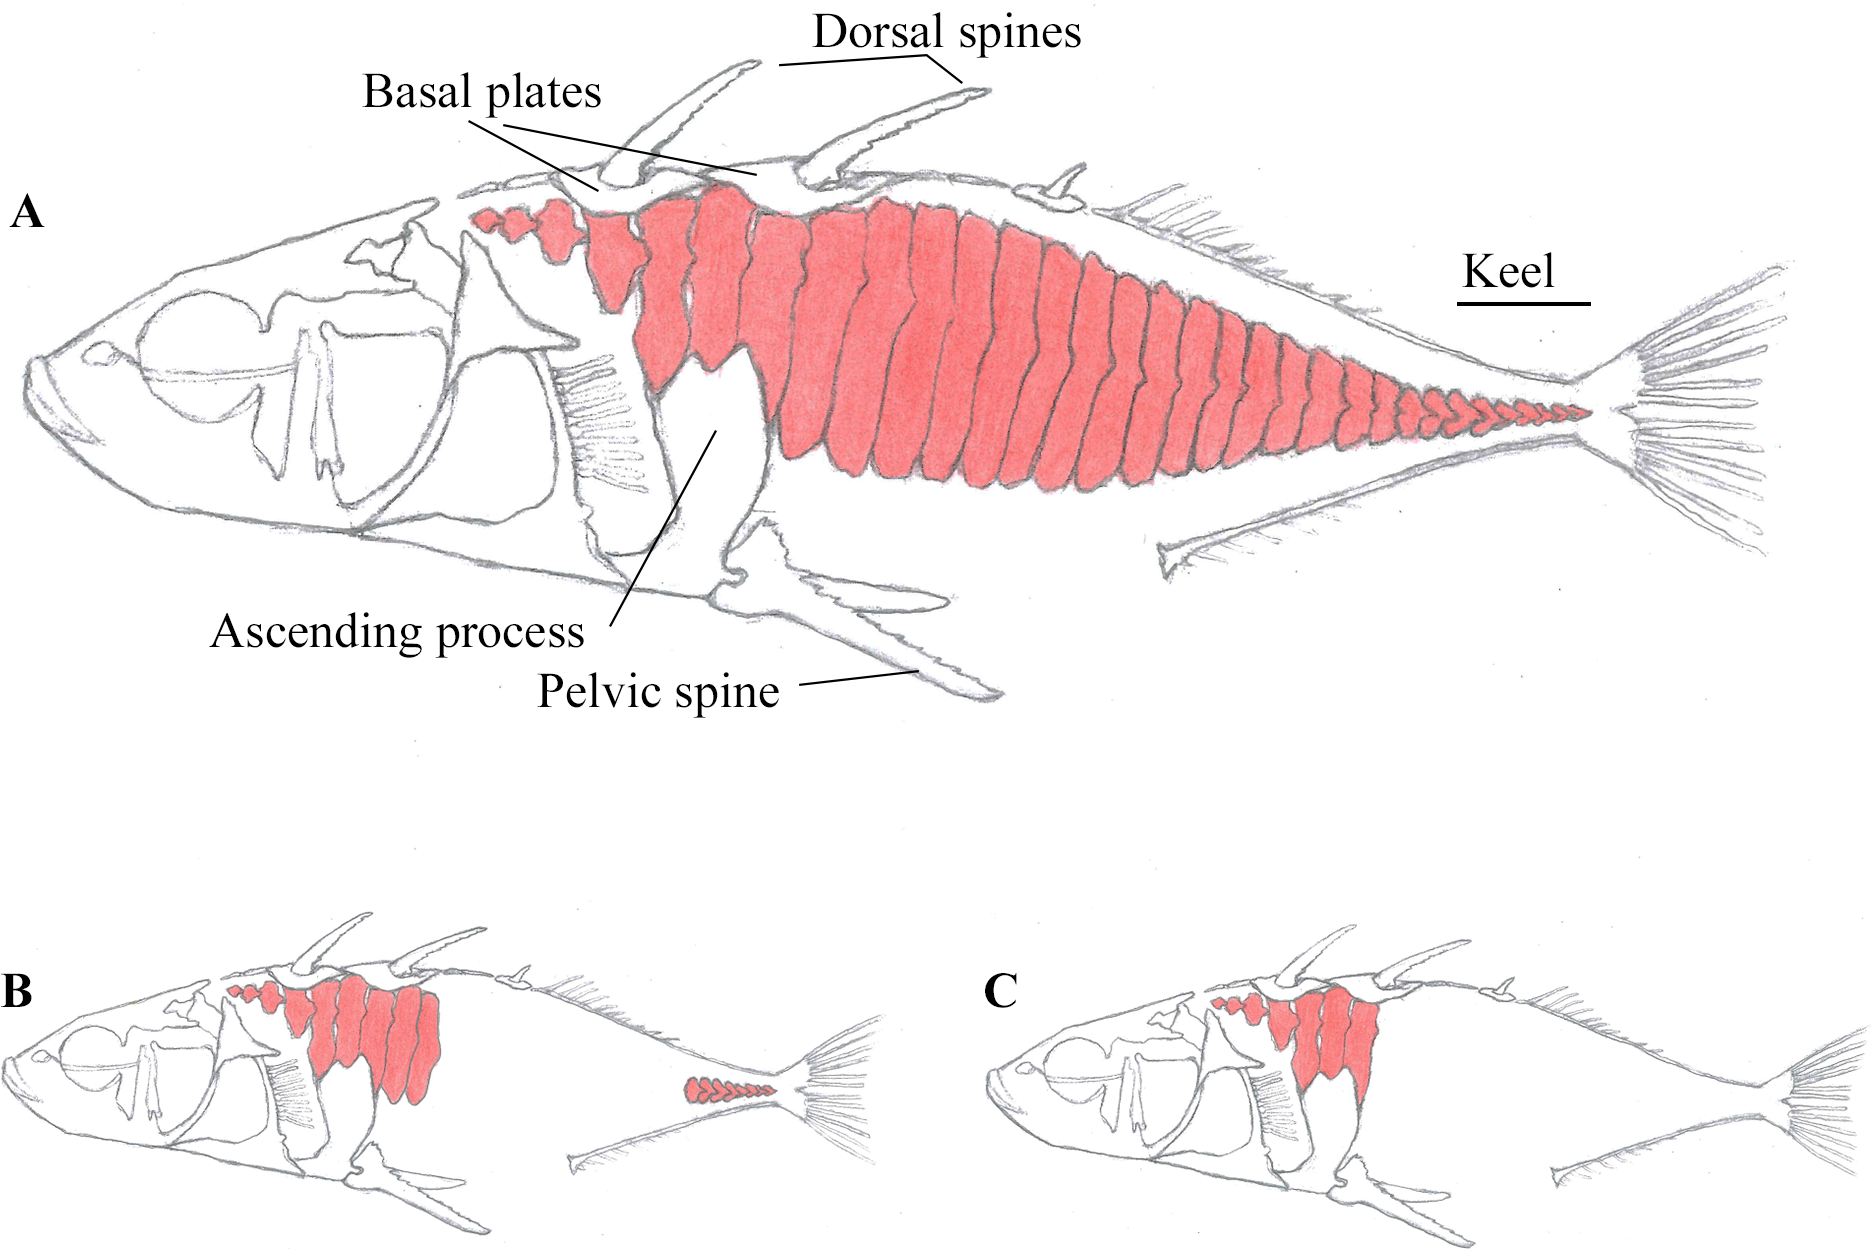 Dorsal spines
Basal plates
A
Keel
Ascending process
Pelvic spine
B
C